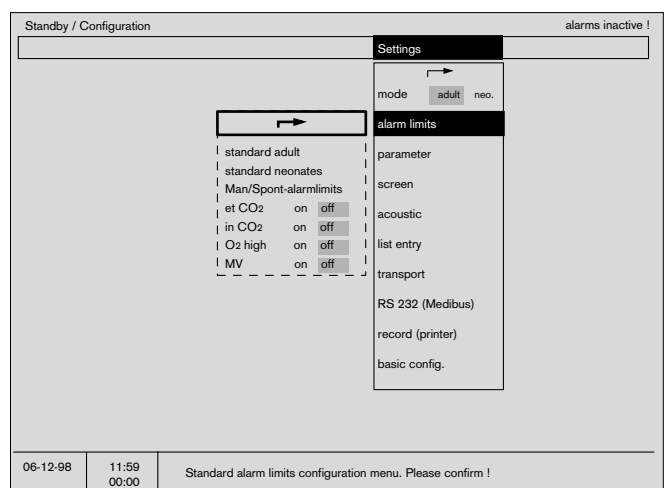 Standby / Configuration
alarms inactive !
Settings
mode adult neo.
alarm limits
parameter
screen
acoustic
list entry
transport
RS 232 (Medibus)
record (printer)
basic config.
standard adult
standard neonates
Man/Spont-alarmlimits
et CO2 on off
in CO2 on off
O2 high on off
MV on off
06-12-98
11:59
00:00
Standard alarm limits configuration menu. Please confirm !